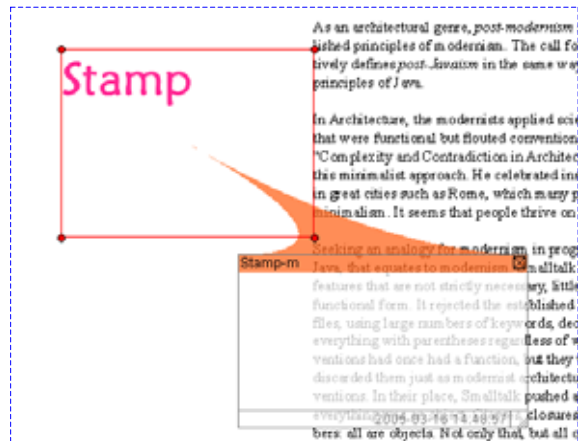 Stamp
As an architectural genre, post-modernism
lished principles of modernism. The call fo
tively defines post-Javaism in the same way
principles of Java.
In Architecture, the modernists applied scie
that were functional but flouted convention
"Complexity and Contradiction in Architec
this minimalist approach. He celebrated
in great cities such as Rome, which many p
minimalism. It seems that people thrive on
Seeking an analogy for modernism in prog
Java, that equates to modernism Smalltalk
features that are not strictly necessary, little
functional form. It rejected the established
files, using large numbers of keywords, dec
everything with parentheses regardless of w
ventions had once had a function, but they
discarded them just as modernist architectu
ventions. In their place, Smalltalk pushed a
closures
bers: all are objects. Not only that, but all o
Stamp-m
2005-03-16 14:48:57